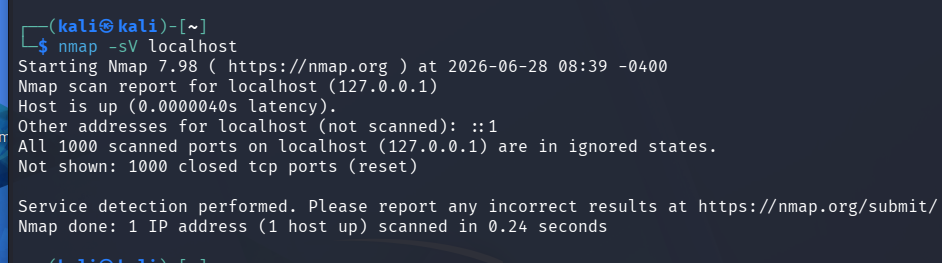 ┌──(kali㉿kali)-[~]
└─$ nmap -sV localhost
Starting Nmap 7.98 ( https://nmap.org ) at 2026-06-28 08:39 -0400
Nmap scan report for localhost (127.0.0.1)
Host is up (0.0000040s latency).
Other addresses for localhost (not scanned): ::1
All 1000 scanned ports on localhost (127.0.0.1) are in ignored states.
Not shown: 1000 closed tcp ports (reset)
Service detection performed. Please report any incorrect results at https://nmap.org/submit/
Nmap done: 1 IP address (1 host up) scanned in 0.24 seconds
┌──(kali㉿kali)-[~]